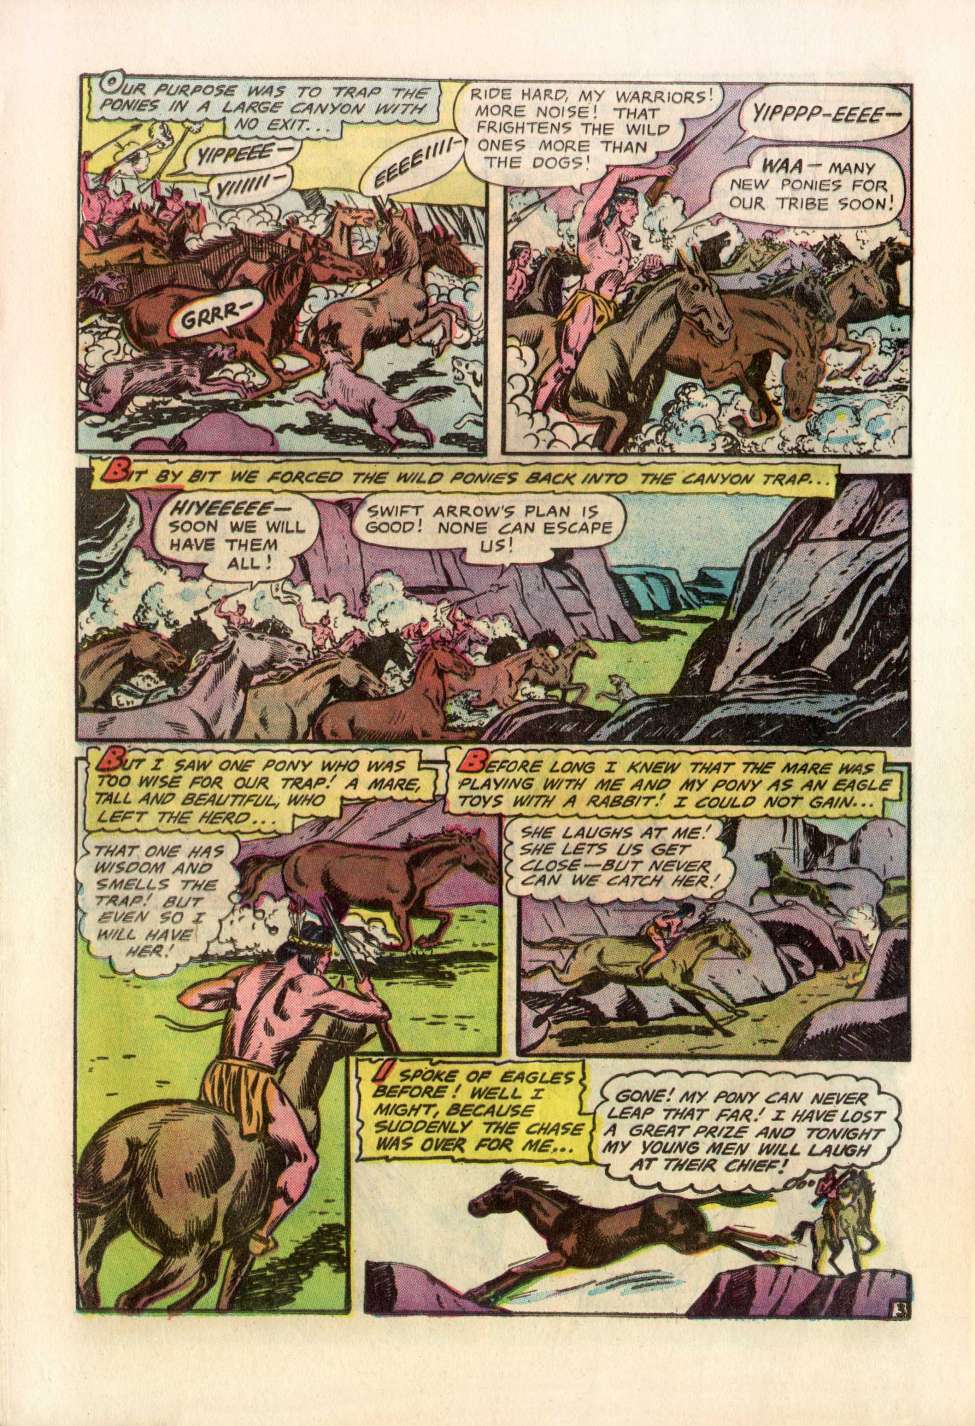 OUR PURPOSE WAS TO TRAP THE
PONIES IN A LARGE CANYON WITH
NO EXIT...
YIPPEEE—
YIIIIII—
EEEEIIII—
GRRR—
RIDE HARD, MY WARRIORS!
MORE NOISE! THAT
FRIGHTENS THE WILD
ONES MORE THAN
THE DOGS!
YIPPPP-EEEE—
WAA— MANY
NEW PONIES FOR
OUR TRIBE SOON!
BIT BY BIT WE FORCED THE WILD PONIES BACK INTO THE CANYON TRAP...
HIYEEEEE—
SOON WE WILL
HAVE THEM
ALL!
SWIFT ARROW'S PLAN IS
GOOD! NONE CAN ESCAPE
US!
BUT I SAW ONE PONY WHO WAS
TOO WISE FOR OUR TRAP! A MARE,
TALL AND BEAUTIFUL, WHO
LEFT THE HERD...
THAT ONE HAS
WISDOM AND
SMELLS THE
TRAP! BUT
EVEN SO I
WILL HAVE
HER!
BEFORE LONG I KNEW THAT THE MARE WAS
PLAYING WITH ME AND MY PONY AS AN EAGLE
TOYS WITH A RABBIT! I COULD NOT GAIN...
SHE LAUGHS AT ME!
SHE LETS US GET
CLOSE—BUT NEVER
CAN WE CATCH HER!
I SPOKE OF EAGLES
BEFORE! WELL I
MIGHT, BECAUSE
SUDDENLY THE CHASE
WAS OVER FOR ME...
GONE! MY PONY CAN NEVER
LEAP THAT FAR! I HAVE LOST
A GREAT PRIZE AND TONIGHT
MY YOUNG MEN WILL LAUGH
AT THEIR CHIEF!
3